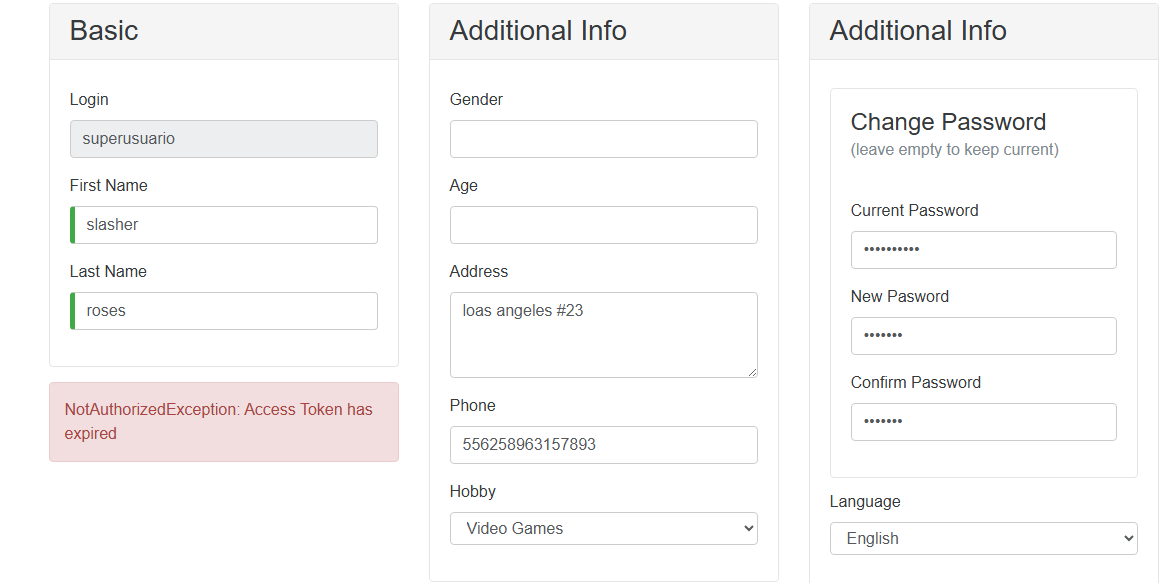 Basic
Login
superusuario
First Name
slasher
Last Name
roses
NotAuthorizedException: Access Token has
expired
Additional Info
Gender
Age
Address
loas angeles #23
Phone
556258963157893
Hobby
Video Games
Additional Info
Change Password
(leave empty to keep current)
Current Password
••••••••••
New Pasword
•••••••
Confirm Password
•••••••
Language
English